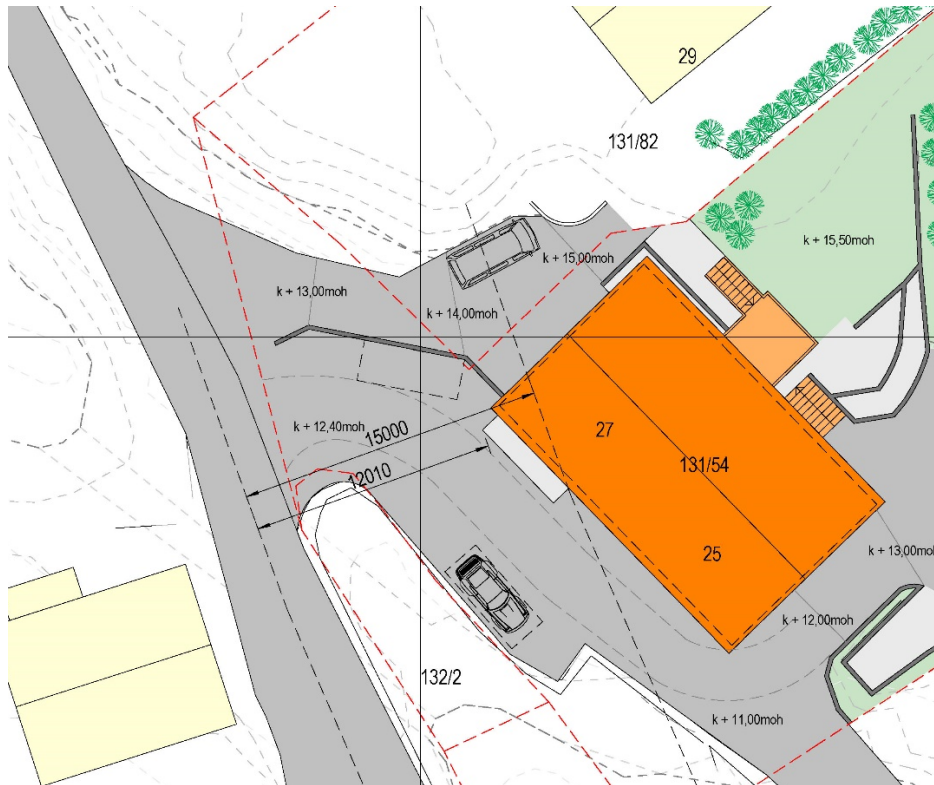 29
131/82
k + 15,50moh
k + 15,00moh
k + 13,00moh
k + 14,00moh
k + 12,40moh
15000
12010
27
131/54
25
k + 13,00moh
k + 12,00moh
132/2
k + 11,00moh